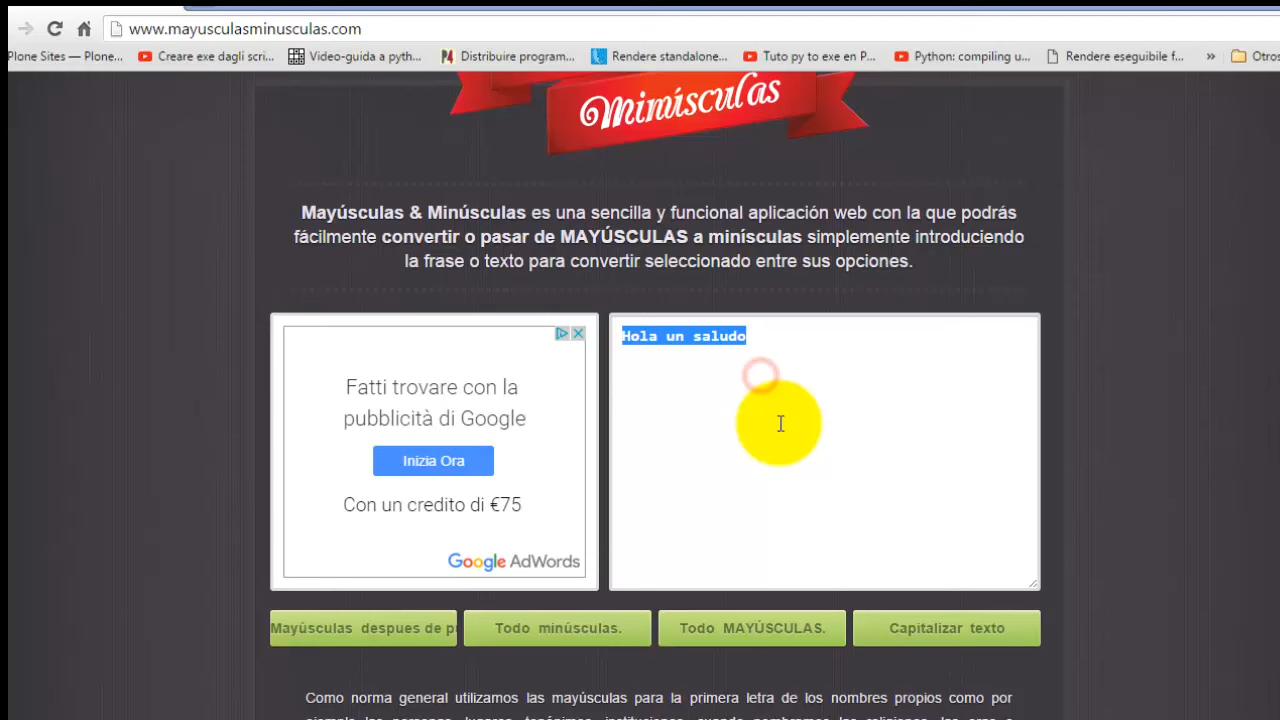 www.mayusculasminusculas.com
Plone Sites — Plone... Creare exe dagli scri... Video-guida a pyth... Distribuire program... Rendere standalone... Tuto py to exe en P... Python: compiling u... Rendere eseguibile f... » Otros
Mimúsculas
Mayúsculas & Minúsculas es una sencilla y funcional aplicación web con la que podrás
fácilmente convertir o pasar de MAYÚSCULAS a minísculas simplemente introduciendo
la frase o texto para convertir seleccionado entre sus opciones.
Hola un saludo
Fatti trovare con la
pubblicità di Google
Inizia Ora
Con un credito di €75
Google AdWords
Mayúsculas despues de p
Todo minúsculas.
Todo MAYÚSCULAS.
Capitalizar texto
Como norma general utilizamos las mayúsculas para la primera letra de los nombres propios como por